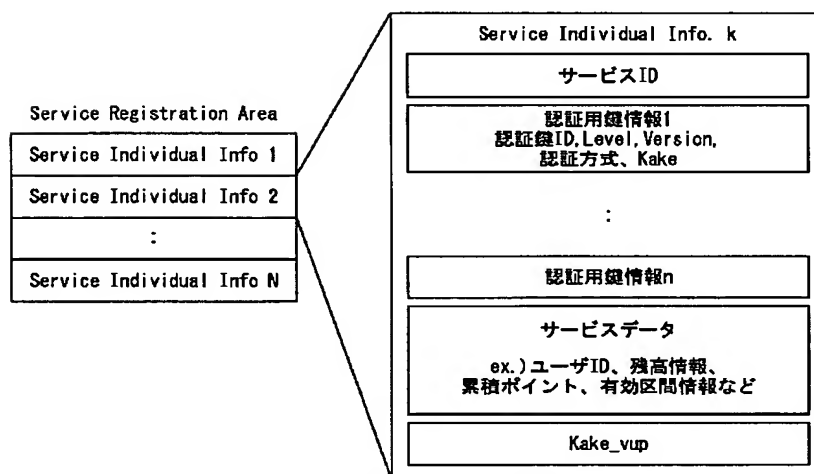 Service Registration Area
Service Individual Info 1
Service Individual Info 2
:
Service Individual Info N
Service Individual Info. k
サービスID
認証用鍵情報1
認証鍵ID,Level,Version,
認証方式、Kake
:
認証用鍵情報n
サービスデータ
ex.)ユーザID、残高情報、
累積ポイント、有効区間情報など
Kake_vup